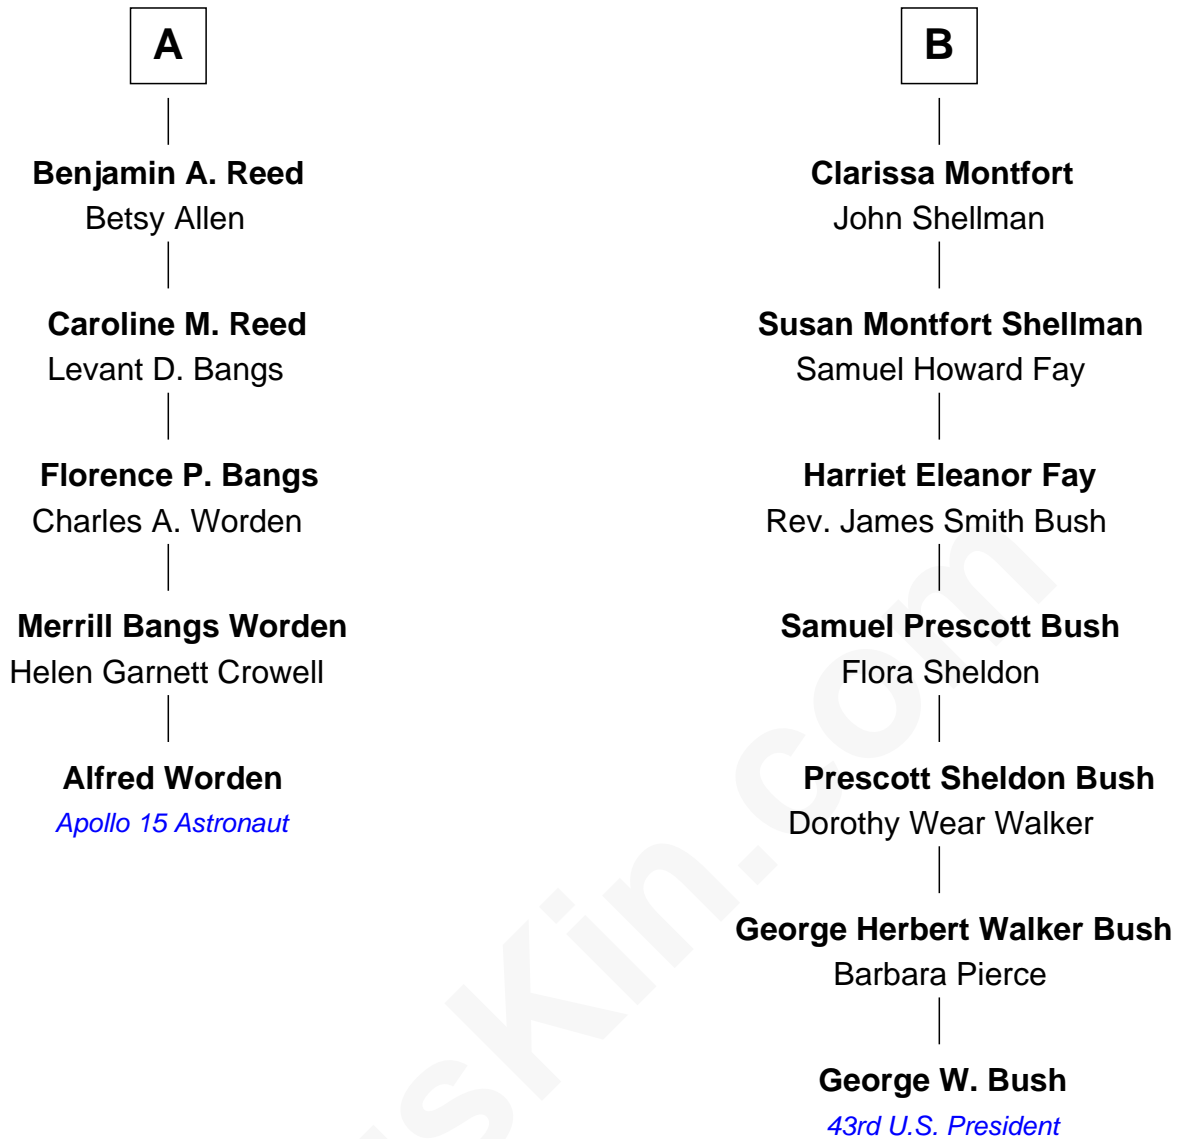 A
Benjamin A. Reed
Betsy Allen
Caroline M. Reed
Levant D. Bangs
Florence P. Bangs
Charles A. Worden
Merrill Bangs Worden
Helen Garnett Crowell
Alfred Worden
Apollo 15 Astronaut
B
Clarissa Montfort
John Shellman
Susan Montfort Shellman
Samuel Howard Fay
Harriet Eleanor Fay
Rev. James Smith Bush
Samuel Prescott Bush
Flora Sheldon
Prescott Sheldon Bush
Dorothy Wear Walker
George Herbert Walker Bush
Barbara Pierce
George W. Bush
43rd U.S. President